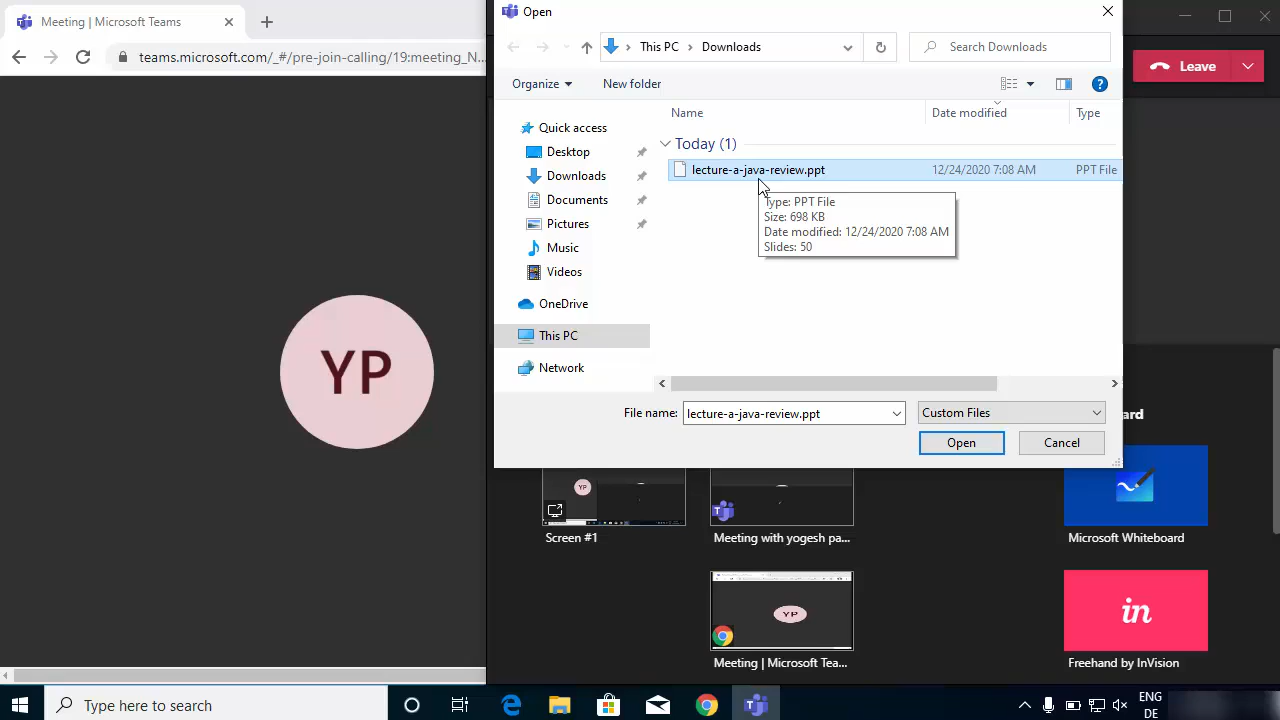 Meeting | Microsoft Teams
teams.microsoft.com/_#/pre-join-calling/19:meeting_N...
YP
Open
This PC
Downloads
Search Downloads
Leave
Organize
New folder
Name
Date modified
Type
Quick access
Desktop
Downloads
Documents
Pictures
Music
Videos
OneDrive
This PC
Network
Today (1)
lecture-a-java-review.ppt
12/24/2020 7:08 AM
PPT File
Type: PPT File
Size: 698 KB
Date modified: 12/24/2020 7:08 AM
Slides: 50
File name:
lecture-a-java-review.ppt
Custom Files
Open
Cancel
YP
Screen #1
Meeting with yogesh pa...
Microsoft Whiteboard
YP
Meeting | Microsoft Tea...
in
Freehand by InVision
Type here to search
ENG
DE